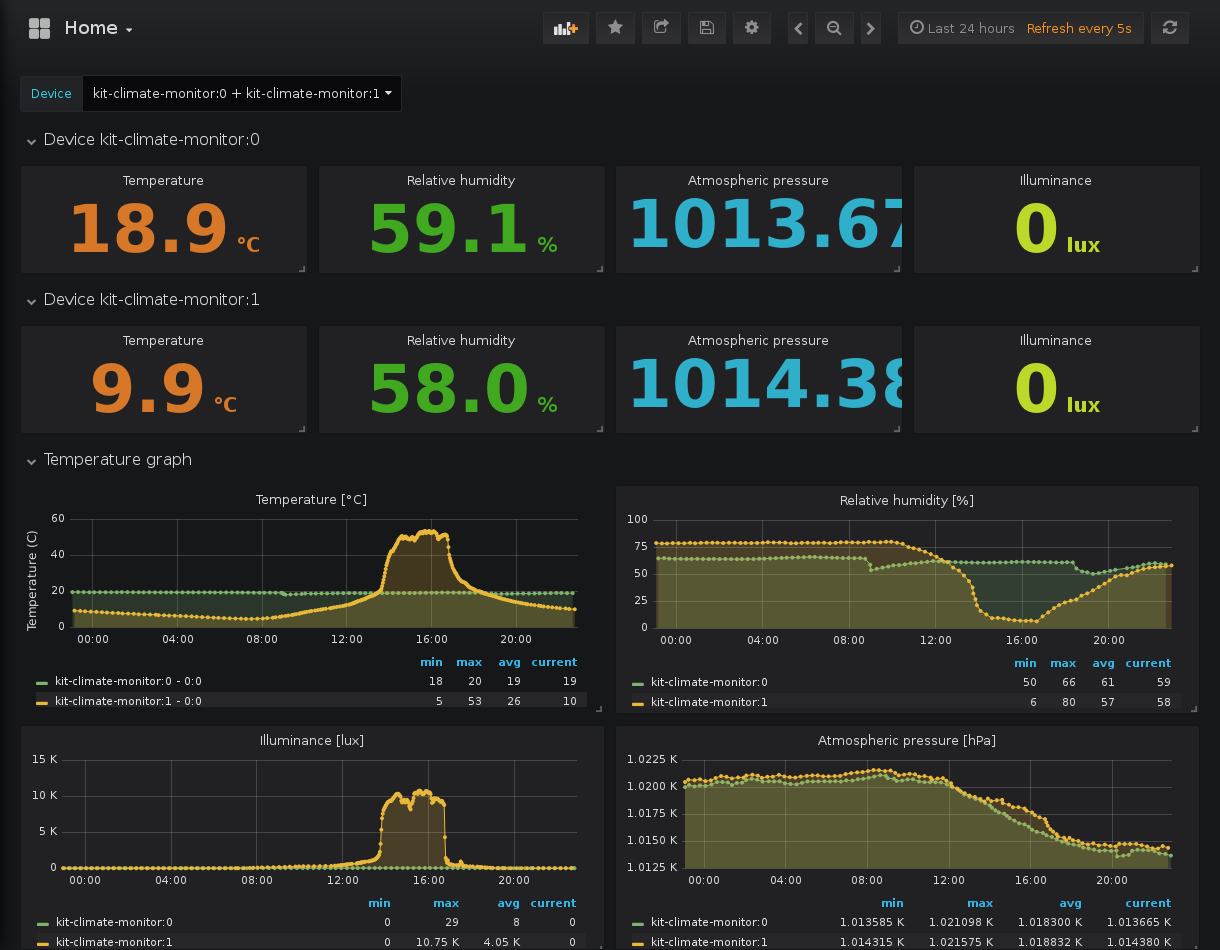 Home
Last 24 hours Refresh every 5s
Device kit-climate-monitor:0 + kit-climate-monitor:1
Device kit-climate-monitor:0
Temperature Relative humidity Atmospheric pressure Illuminance
18.9 °C 59.1 % 1013.67 0 lux
Device kit-climate-monitor:1
Temperature Relative humidity Atmospheric pressure Illuminance
9.9 °C 58.0 % 1014.38 0 lux
Temperature graph
Temperature [°C]
Temperature (C)
60
40
20
0
00:00 04:00 08:00 12:00 16:00 20:00
min max avg current
kit-climate-monitor:0 - 0:0 18 20 19 19
kit-climate-monitor:1 - 0:0 5 53 26 10
Relative humidity [%]
100
75
50
25
0
00:00 04:00 08:00 12:00 16:00 20:00
min max avg current
kit-climate-monitor:0 50 66 61 59
kit-climate-monitor:1 6 80 57 58
Illuminance [lux]
15 K
10 K
5 K
0
00:00 04:00 08:00 12:00 16:00 20:00
min max avg current
kit-climate-monitor:0 0 29 8 0
kit-climate-monitor:1 0 10.75 K 4.05 K 0
Atmospheric pressure [hPa]
1.0225 K
1.0200 K
1.0175 K
1.0150 K
1.0125 K
00:00 04:00 08:00 12:00 16:00 20:00
min max avg current
kit-climate-monitor:0 1.013585 K 1.021098 K 1.018300 K 1.013665 K
kit-climate-monitor:1 1.014315 K 1.021575 K 1.018832 K 1.014380 K